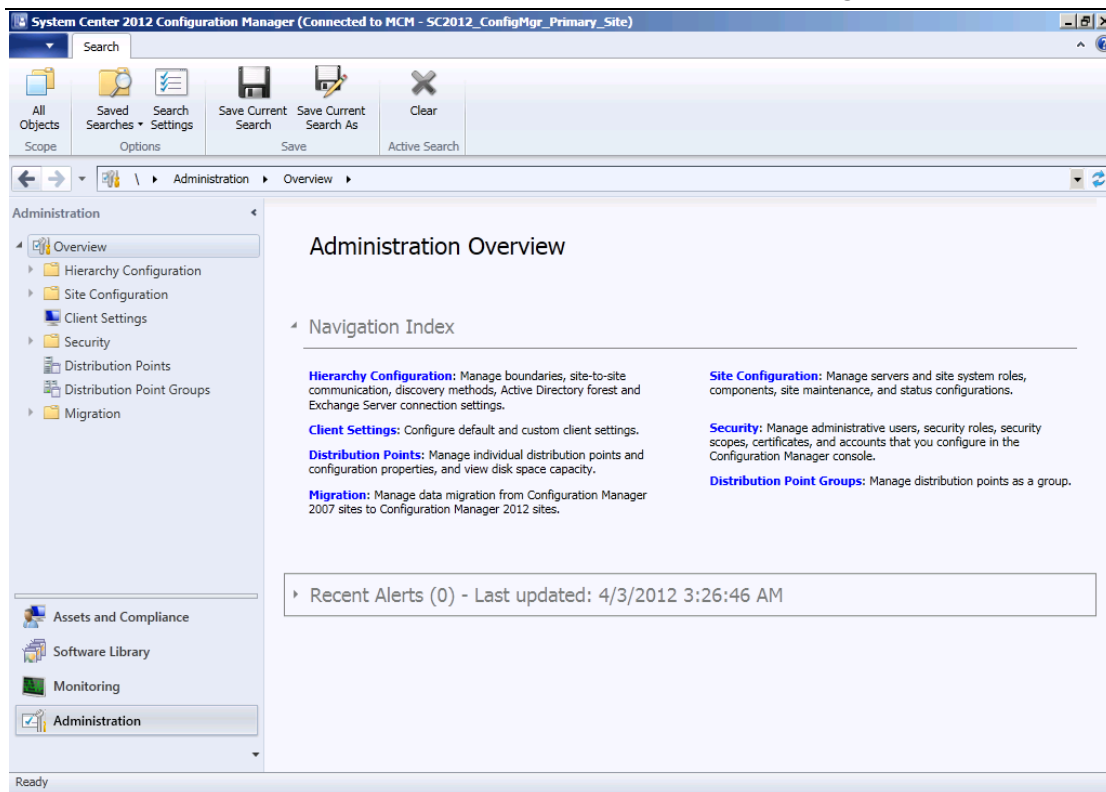 System Center 2012 Configuration Manager (Connected to MCM - SC2012_ConfigMgr_Primary_Site)
Search
All Objects
Saved Searches
Search Settings
Save Current Search
Save Current Search As
Clear
Scope
Options
Save
Active Search
\ Administration Overview
Administration
Overview
Hierarchy Configuration
Site Configuration
Client Settings
Security
Distribution Points
Distribution Point Groups
Migration
Assets and Compliance
Software Library
Monitoring
Administration
Administration Overview
Navigation Index
Hierarchy Configuration: Manage boundaries, site-to-site
communication, discovery methods, Active Directory forest and
Exchange Server connection settings.
Client Settings: Configure default and custom client settings.
Distribution Points: Manage individual distribution points and
configuration properties, and view disk space capacity.
Migration: Manage data migration from Configuration Manager
2007 sites to Configuration Manager 2012 sites.
Site Configuration: Manage servers and site system roles,
components, site maintenance, and status configurations.
Security: Manage administrative users, security roles, security
scopes, certificates, and accounts that you configure in the
Configuration Manager console.
Distribution Point Groups: Manage distribution points as a group.
Recent Alerts (0) - Last updated: 4/3/2012 3:26:46 AM
Ready